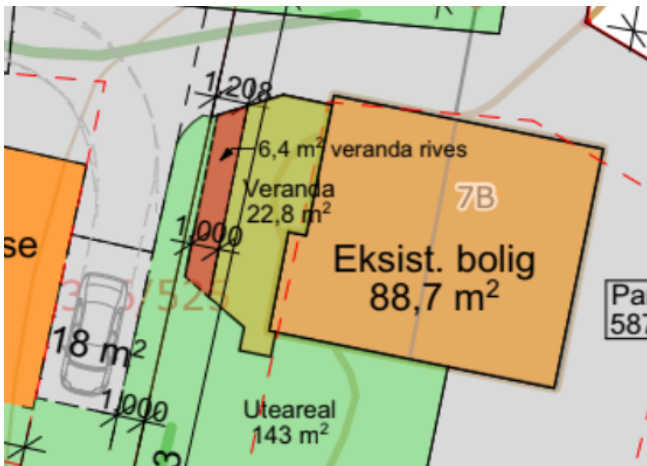 1,208
6,4 m² veranda rives
Veranda
22,8 m²
7B
1,000
se
Eksist. bolig
88,7 m²
Pa
587
18 m²
1,000
Uteareal
143 m²
3